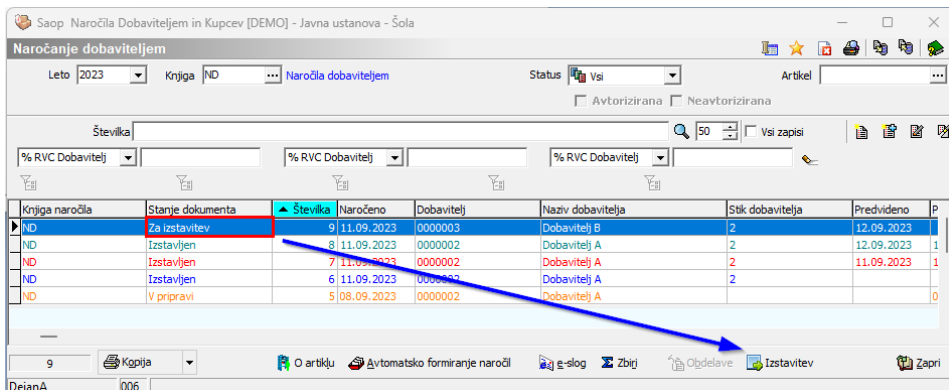 Saop Naročila Dobaviteljem in Kupcev [DEMO] - Javna ustanova - Šola
Naročanje dobaviteljem
Leto 2023 Knjiga ND ... Naročila dobaviteljem Status Vsi Artikel ...
Avtorizirana Neavtorizirana
Številka 50 Vsi zapisi
% RVC Dobavitelj % RVC Dobavitelj % RVC Dobavitelj
Knjiga naročila Stanje dokumenta Številka Naročeno Dobavitelj Naziv dobavitelja Stik dobavitelja Predvideno P
ND Za izstavitev 9 11.09.2023 0000003 Dobavitelj B 2 12.09.2023
ND Izstavljen 8 11.09.2023 0000002 Dobavitelj A 2 12.09.2023 1
ND Izstavljen 7 11.09.2023 0000002 Dobavitelj A 2 11.09.2023 1
ND Izstavljen 6 11.09.2023 0000002 Dobavitelj A 2
ND V pripravi 5 08.09.2023 0000002 Dobavitelj A 0
9 Kopija O artiklu Avtomatsko formiranje naročil e-slog Zbirj Obdelave Izstavitev Zapri
DejanA 006